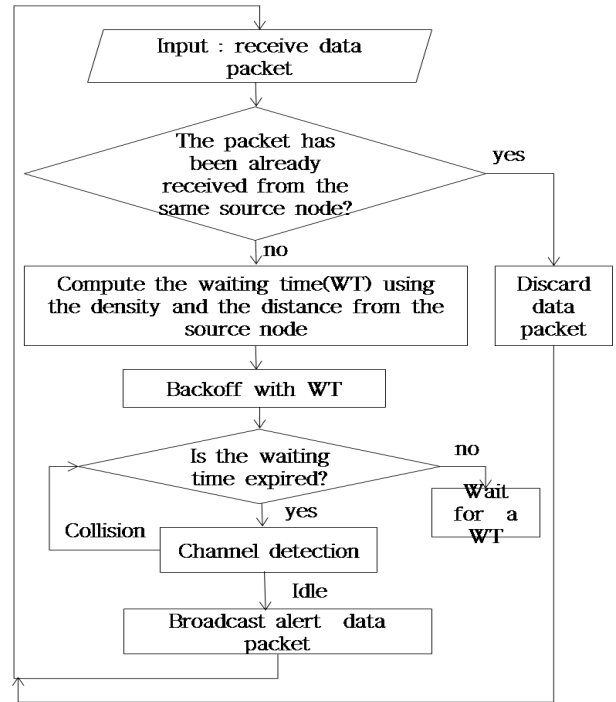 Input : receive data
packet
The packet has
been already
received from the
same source node?
yes
no
Compute the waiting time(WT) using
the density and the distance from the
source node
Discard
data
packet
Backoff with WT
Is the waiting
time expired?
no
Wait
for a
WT
yes
Collision
Channel detection
Idle
Broadcast alert data
packet